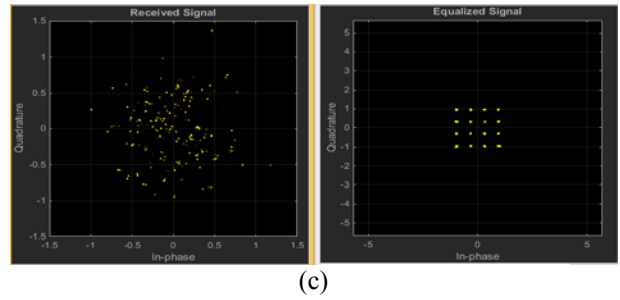 Received Signal
1.5
1
0.5
0
-0.5
-1
-1.5
Quadrature
-1.5 -1 -0.5 0 0.5 1 1.5
In-phase
Equalized Signal
5
4
3
2
1
0
-1
-2
-3
-4
-5
Quadrature
-5 0 5
In-phase
(c)